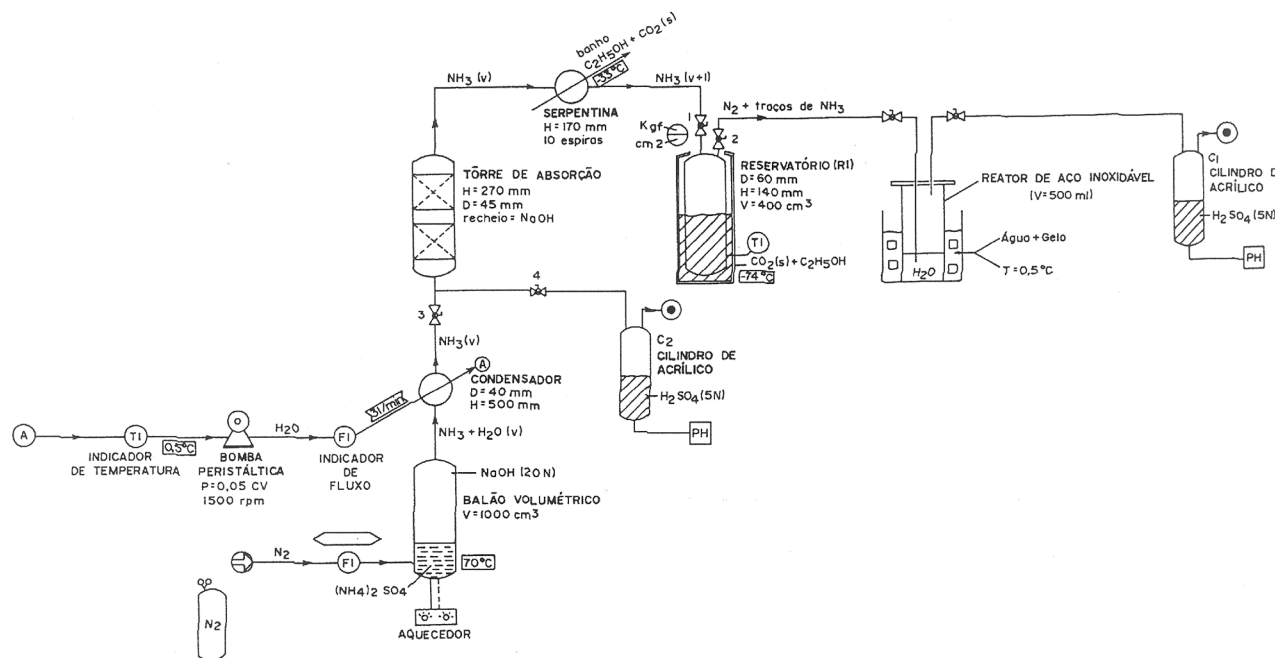 banho
C2H5OH + CO2(s)
-33°C
NH3 (v)
NH3 (v+l)
SERPENTINA
H = 170 mm
10 espiras
1
2
N2 + traços de NH3
Kgf
cm2
RESERVATÓRIO (R1)
D = 60 mm
H = 140 mm
V = 400 cm3
TI
CO2(s) + C2H5OH
-74°C
TÔRRE DE ABSORÇÃO
H = 270 mm
D = 45 mm
recheio = NaOH
REATOR DE AÇO INOXIDÁVEL
(V = 500 ml)
Água + Gelo
T = 0,5°C
H2O
C1
CILINDRO DE
ACRÍLICO
H2SO4 (5N)
PH
4
3
NH3 (v)
C2
CILINDRO DE
ACRÍLICO
H2SO4 (5N)
PH
A
CONDENSADOR
D = 40 mm
H = 500 mm
3l/min
NH3 + H2O (v)
A
TI
0,5°C
H2O
FI
INDICADOR
DE TEMPERATURA
BOMBA
PERISTÁLTICA
P = 0,05 CV
1500 rpm
INDICADOR
DE
FLUXO
NaOH (20 N)
BALÃO VOLUMÉTRICO
V = 1000 cm3
N2
FI
70°C
(NH4)2 SO4
N2
AQUECEDOR